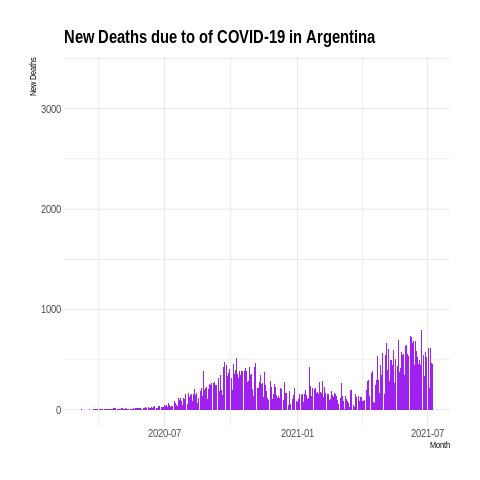 New Deaths due to of COVID-19 in Argentina
New Deaths
3000
2000
1000
0
2020-07 2021-01 2021-07
Month